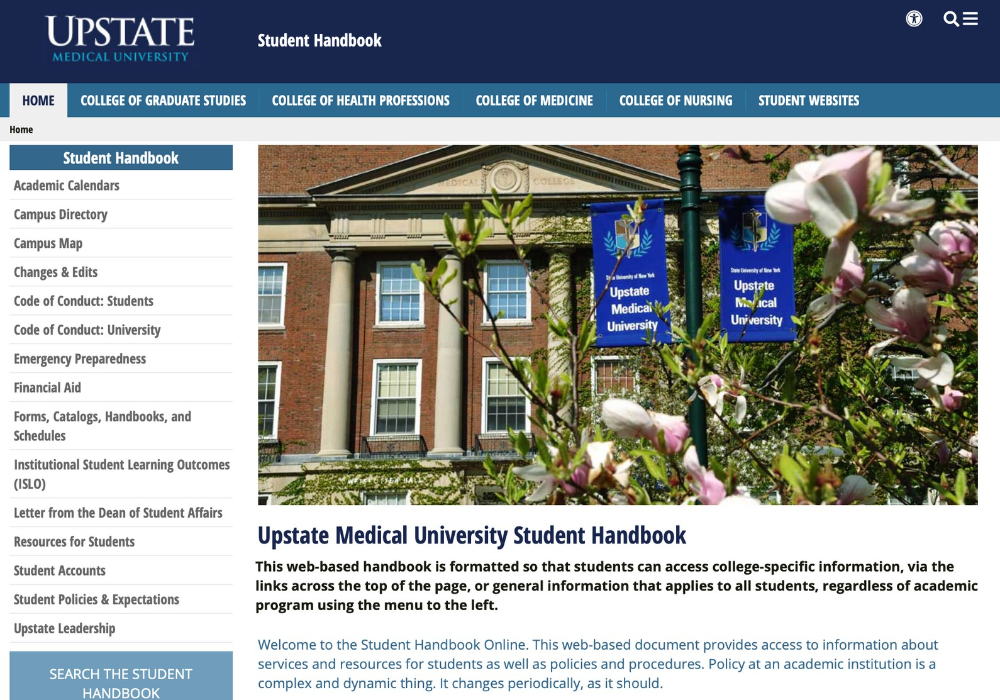 UPSTATE
MEDICAL UNIVERSITY
Student Handbook
HOME
COLLEGE OF GRADUATE STUDIES
COLLEGE OF HEALTH PROFESSIONS
COLLEGE OF MEDICINE
COLLEGE OF NURSING
STUDENT WEBSITES
Home
Student Handbook
Academic Calendars
Campus Directory
Campus Map
Changes & Edits
Code of Conduct: Students
Code of Conduct: University
Emergency Preparedness
Financial Aid
Forms, Catalogs, Handbooks, and
Schedules
Institutional Student Learning Outcomes
(ISLO)
Letter from the Dean of Student Affairs
Resources for Students
Student Accounts
Student Policies & Expectations
Upstate Leadership
SEARCH THE STUDENT
HANDBOOK
MEDICAL COLLEGE
State University of New York
Upstate
Medical
University
State University of New York
Upstate
Medical
University
WEISKOTTEN HALL
Upstate Medical University Student Handbook
This web-based handbook is formatted so that students can access college-specific information, via the
links across the top of the page, or general information that applies to all students, regardless of academic
program using the menu to the left.
Welcome to the Student Handbook Online. This web-based document provides access to information about
services and resources for students as well as policies and procedures. Policy at an academic institution is a
complex and dynamic thing. It changes periodically, as it should.